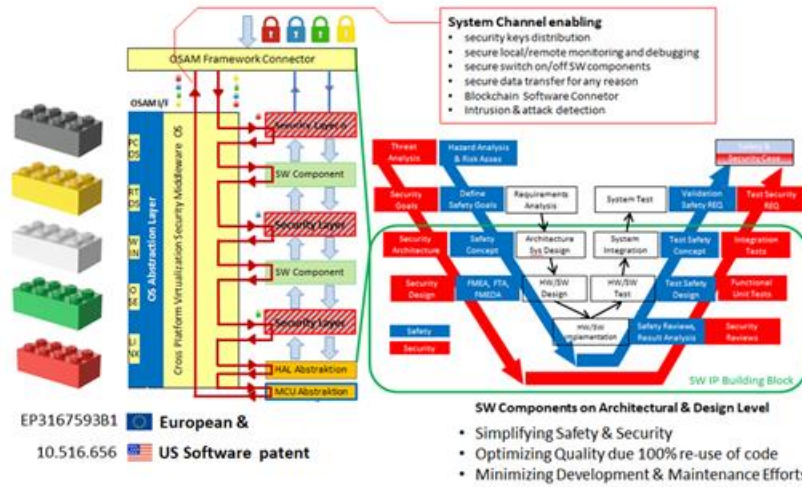 System Channel enabling
• security keys distribution
• secure local/remote monitoring and debugging
• secure switch on/off SW components
• secure data transfer for any reason
• Blockchain Software Connetor
• Intrusion & attack detection
OSAM Framework Connector
OSAM I/F
PC
OS
RT
OS
W
IN
O
SE
LI
NX
OS Abstraction Layer
Cross Platform Virtualization Security Middleware OS
Security Layer n
SW Component
Security Layer
SW Component
Security Layer
HAL Abstraktion
MCU Abstraktion
Threat
Analysis
Hazard Analysis
& Risk Asses
Safety &
Security Case
Security
Goals
Define
Safety Goals
Requirements
Analysis
System Test
Validation
Safety REQ
Test Security
REQ
Security
Architecture
Safety
Concept
Architecture
Sys Design
System
Integration
Test Safety
Concept
Integration
Tests
Security
Design
FMEA, FTA,
FMEDA
HW/SW
Design
HW/SW
Test
Test Safety
Design
Functional
Unit Tests
Safety
Security
HW/SW
Implementation
Safety Reviews,
Result Analysis
Security
Reviews
SW IP Building Block
EP3167593B1 European &
10.516.656 US Software patent
SW Components on Architectural & Design Level
• Simplifying Safety & Security
• Optimizing Quality due 100% re-use of code
• Minimizing Development & Maintenance Efforts